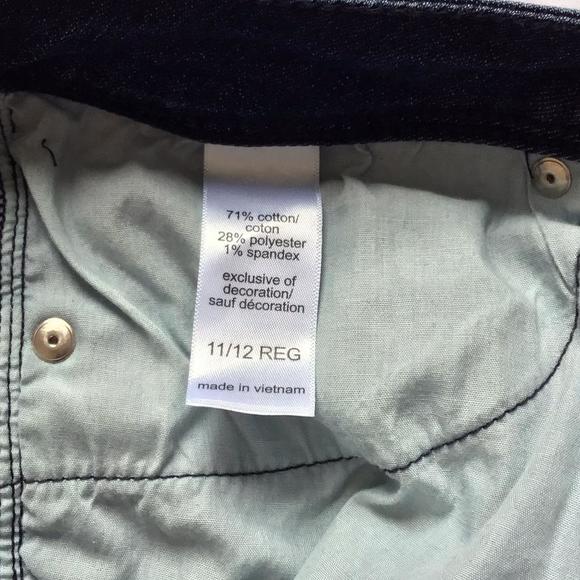 71% cotton/
coton
28% polyester
1% spandex
exclusive of
decoration/
sauf décoration
11/12 REG
made in vietnam